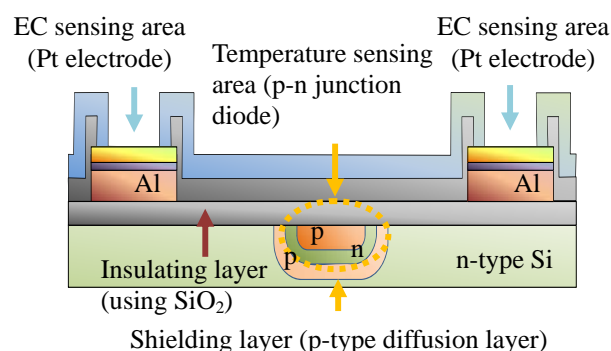 EC sensing area
(Pt electrode)
Temperature sensing
area (p-n junction
diode)
EC sensing area
(Pt electrode)
Al
Al
p
p
n
n-type Si
Insulating layer
(using SiO₂)
Shielding layer (p-type diffusion layer)